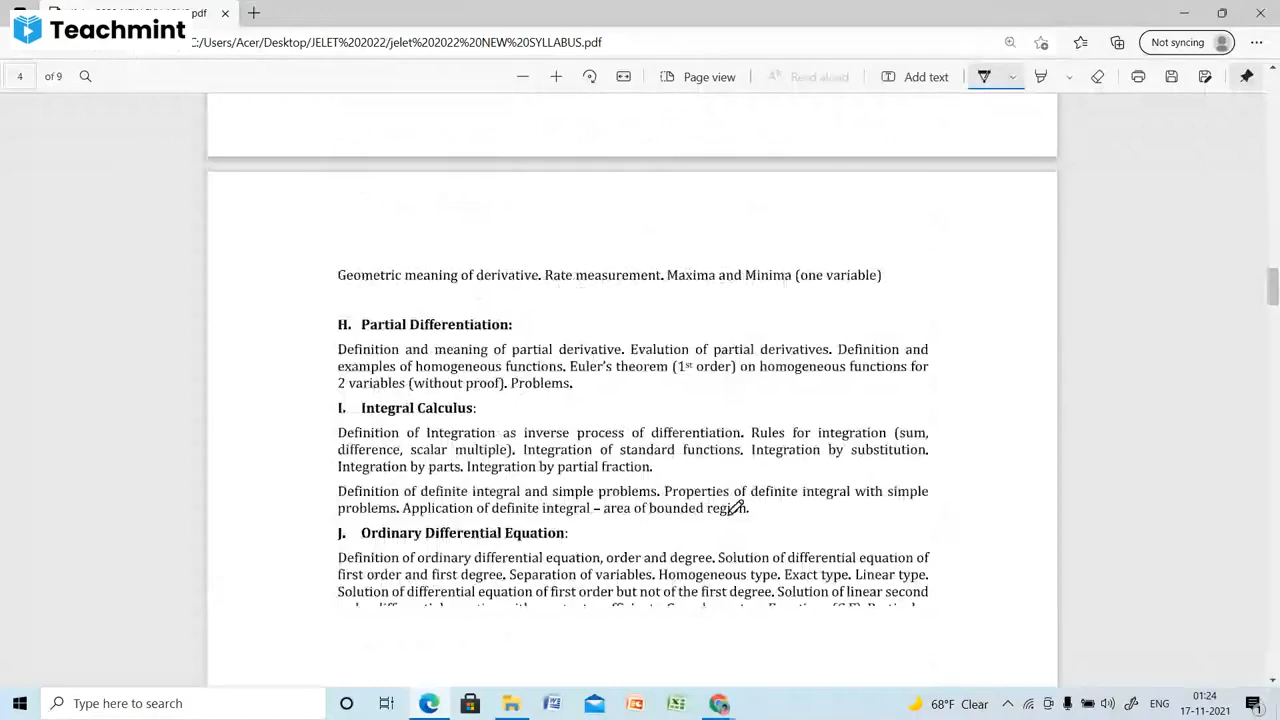 Teachmint
pdf
C:/Users/Acer/Desktop/JELET%202022/jelet%202022%20NEW%20SYLLABUS.pdf
Not syncing
4 of 9
Page view
Read aloud
Add text
Geometric meaning of derivative. Rate measurement. Maxima and Minima (one variable)
H. Partial Differentiation:
Definition and meaning of partial derivative. Evalution of partial derivatives. Definition and
examples of homogeneous functions. Euler's theorem (1st order) on homogeneous functions for
2 variables (without proof). Problems.
I. Integral Calculus:
Definition of Integration as inverse process of differentiation. Rules for integration (sum,
difference, scalar multiple). Integration of standard functions. Integration by substitution.
Integration by parts. Integration by partial fraction.
Definition of definite integral and simple problems. Properties of definite integral with simple
problems. Application of definite integral – area of bounded region.
J. Ordinary Differential Equation:
Definition of ordinary differential equation, order and degree. Solution of differential equation of
first order and first degree. Separation of variables. Homogeneous type. Exact type. Linear type.
Solution of differential equation of first order but not of the first degree. Solution of linear second
Type here to search
68°F Clear
ENG
01:24
17-11-2021